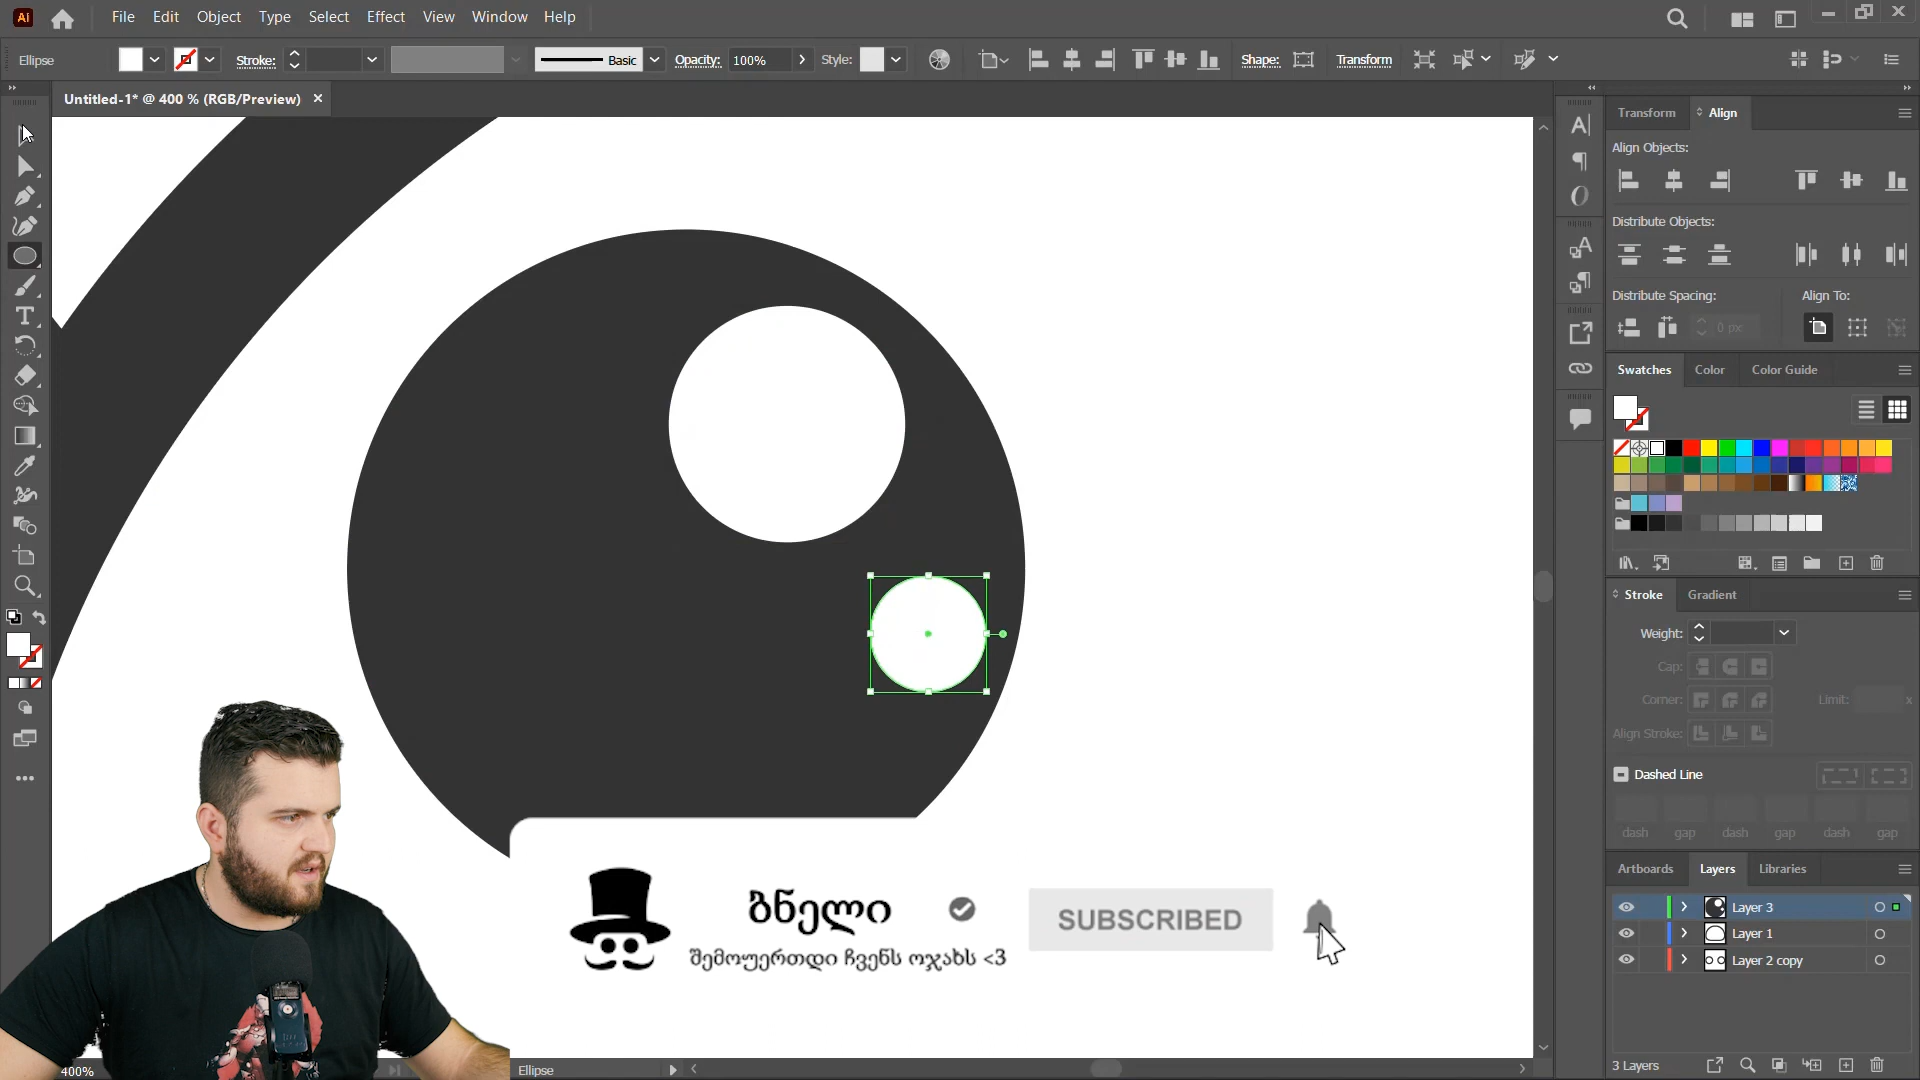 Ai File Edit Object Type Select Effect View Window Help
Ellipse Stroke: Basic Opacity: 100% Style: Shape: Transform
Untitled-1* @ 400 % (RGB/Preview)
Transform Align
Align Objects:
Distribute Objects:
Distribute Spacing: Align To:
0 px
Swatches Color Color Guide
Stroke Gradient
Weight:
Cap:
Corner: Limit: x
Align Stroke:
Dashed Line
dash gap dash gap dash gap
Artboards Layers Libraries
Layer 3
Layer 1
Layer 2 copy
3 Layers
ბნელი
შემოუერთდი ჩვენს ოჯახს <3
SUBSCRIBED
400% Ellipse